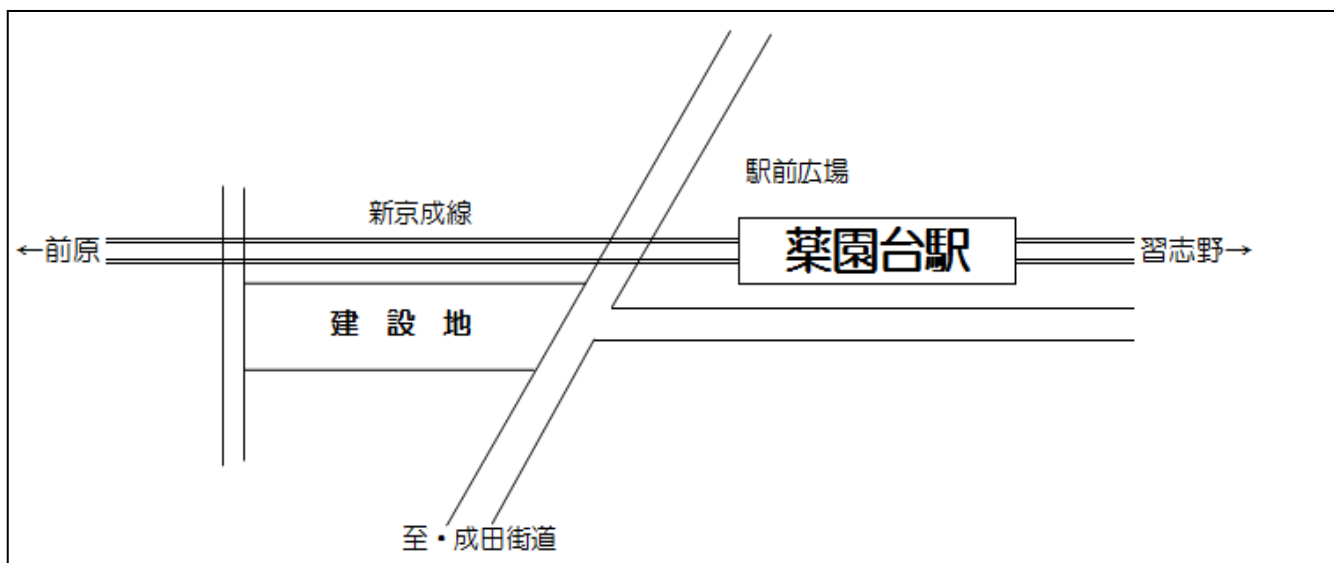 駅前広場
新京成線
←前原
薬園台駅
習志野→
建 設 地
至・成田街道